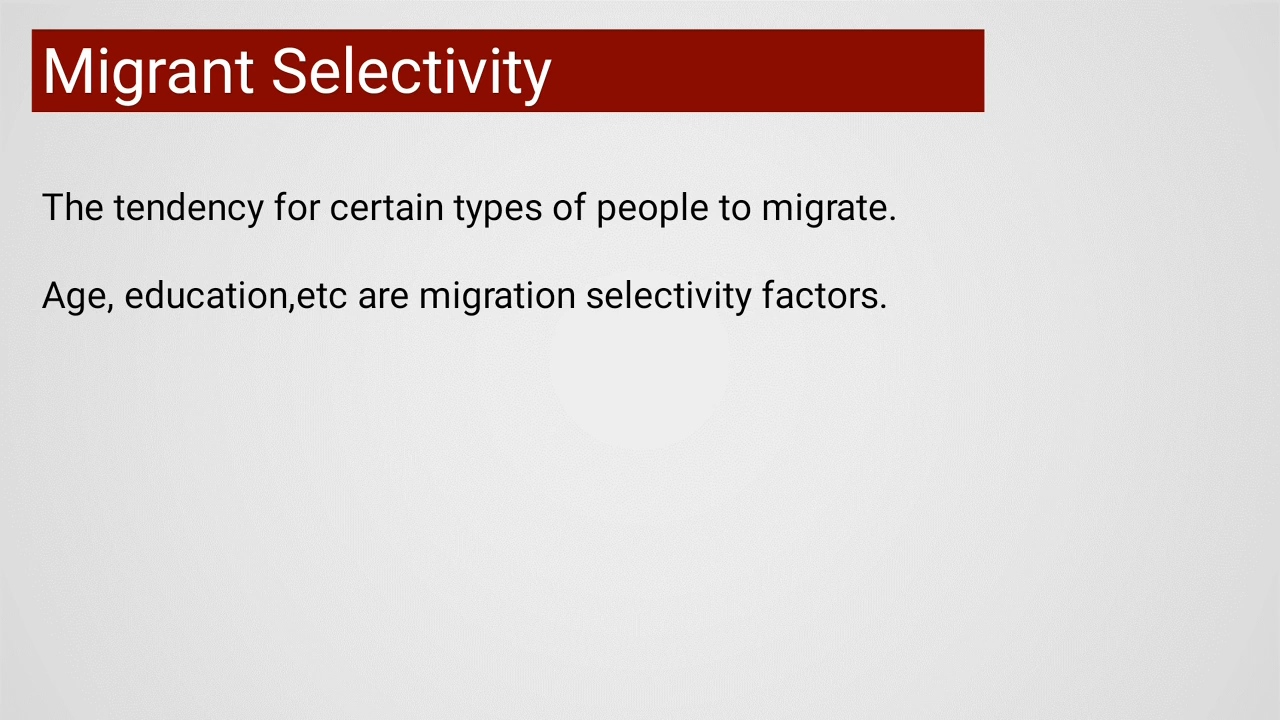 Migrant Selectivity
The tendency for certain types of people to migrate.
Age, education,etc are migration selectivity factors.